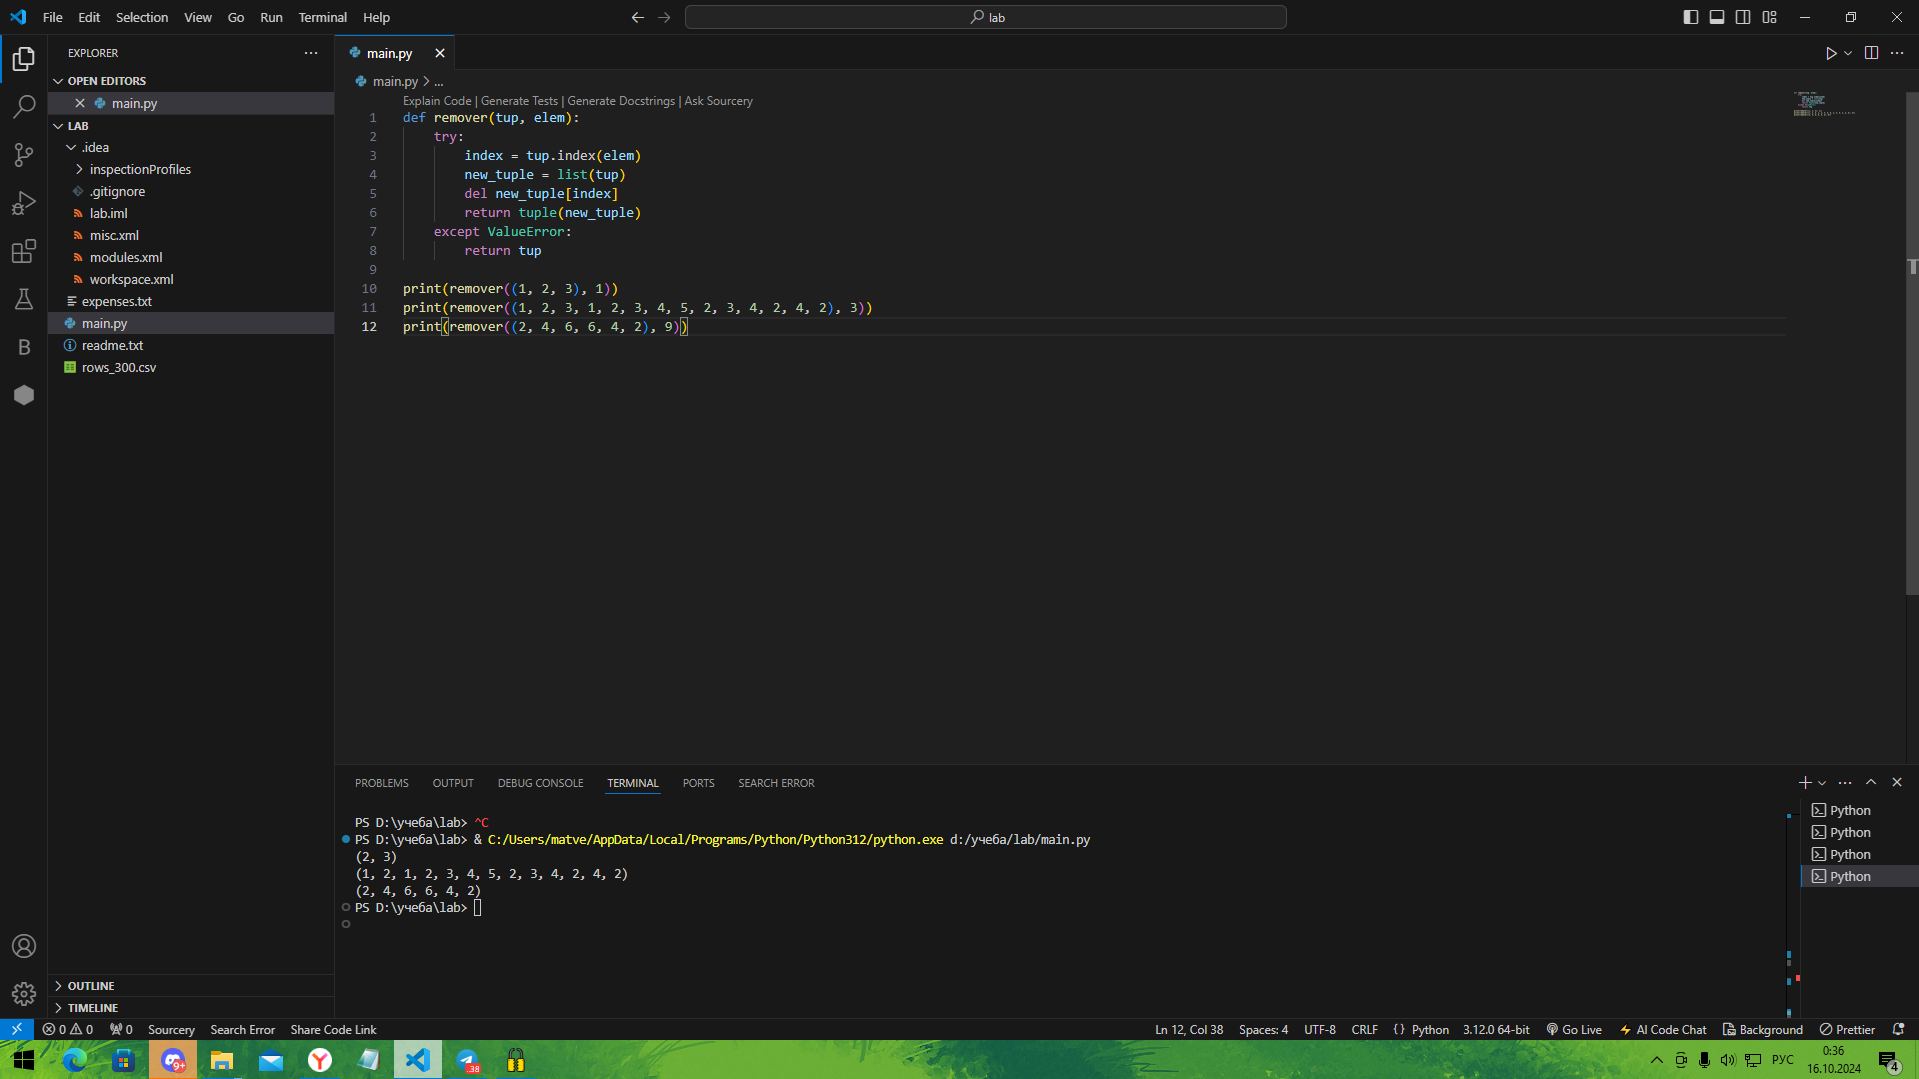 File Edit Selection View Go Run Terminal Help
lab
EXPLORER
OPEN EDITORS
main.py
LAB
.idea
inspectionProfiles
.gitignore
lab.iml
misc.xml
modules.xml
workspace.xml
expenses.txt
main.py
readme.txt
rows_300.csv
OUTLINE
TIMELINE
main.py
main.py > ...
Explain Code | Generate Tests | Generate Docstrings | Ask Sourcery
1 def remover(tup, elem):
2     try:
3         index = tup.index(elem)
4         new_tuple = list(tup)
5         del new_tuple[index]
6         return tuple(new_tuple)
7     except ValueError:
8         return tup
9
10 print(remover((1, 2, 3), 1))
11 print(remover((1, 2, 3, 1, 2, 3, 4, 5, 2, 3, 4, 2, 4, 2), 3))
12 print(remover((2, 4, 6, 6, 4, 2), 9))
PROBLEMS OUTPUT DEBUG CONSOLE TERMINAL PORTS SEARCH ERROR
PS D:\учеба\lab> ^C
PS D:\учеба\lab> & C:/Users/matve/AppData/Local/Programs/Python/Python312/python.exe d:/учеба/lab/main.py
(2, 3)
(1, 2, 1, 2, 3, 4, 5, 2, 3, 4, 2, 4, 2)
(2, 4, 6, 6, 4, 2)
PS D:\учеба\lab>
Python
Python
Python
Python
0 0 0 Sourcery Search Error Share Code Link
Ln 12, Col 38 Spaces: 4 UTF-8 CRLF {} Python 3.12.0 64-bit Go Live AI Code Chat Background Prettier
9+
38
РУС
0:36
16.10.2024
4